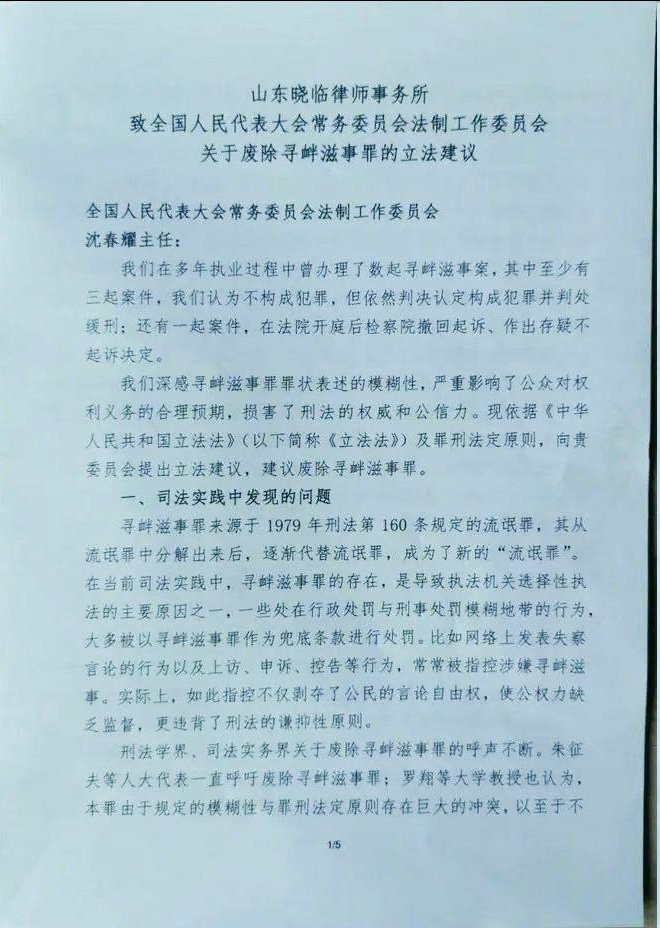 山东晓临律师事务所
致全国人民代表大会常务委员会法制工作委员会
关于废除寻衅滋事罪的立法建议
全国人民代表大会常务委员会法制工作委员会
沈春耀主任：
我们在多年执业过程中曾办理了数起寻衅滋事案，其中至少有
三起案件，我们认为不构成犯罪，但依然判决认定构成犯罪并判处
缓刑；还有一起案件，在法院开庭后检察院撤回起诉、作出存疑不
起诉决定。
我们深感寻衅滋事罪罪状表述的模糊性，严重影响了公众对权
利义务的合理预期，损害了刑法的权威和公信力。现依据《中华
人民共和国立法法》（以下简称《立法法》）及罪刑法定原则，向贵
委员会提出立法建议，建议废除寻衅滋事罪。
一、司法实践中发现的问题
寻衅滋事罪来源于 1979 年刑法第 160 条规定的流氓罪，其从
流氓罪中分解出来后，逐渐代替流氓罪，成为了新的“流氓罪”。
在当前司法实践中，寻衅滋事罪的存在，是导致执法机关选择性执
法的主要原因之一，一些处在行政处罚与刑事处罚模糊地带的行为，
大多被以寻衅滋事罪作为兜底条款进行处罚。比如网络上发表失察
言论的行为以及上访、申诉、控告等行为，常常被指控涉嫌寻衅滋
事。实际上，如此指控不仅剥夺了公民的言论自由权，使公权力缺
乏监督，更违背了刑法的谦抑性原则。
刑法学界、司法实务界关于废除寻衅滋事罪的呼声不断。朱征
夫等人大代表一直呼吁废除寻衅滋事罪；罗翔等大学教授也认为，
本罪由于规定的模糊性与罪刑法定原则存在巨大的冲突，以至于不
1/5